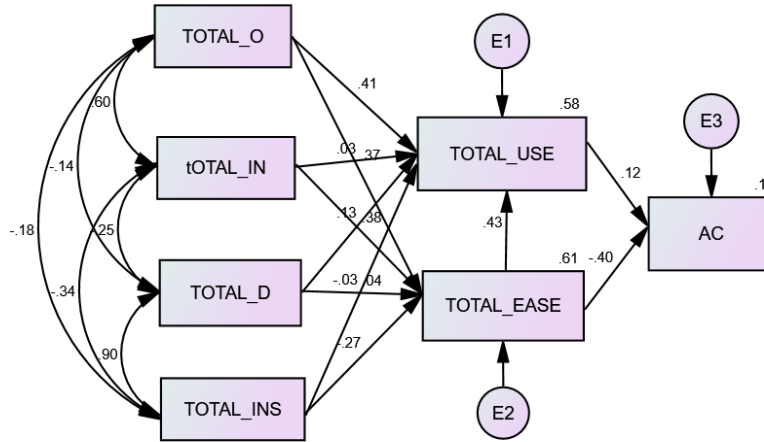 TOTAL_O
E1
E3
.60
.41
.58
tOTAL_IN
.03
.37
TOTAL_USE
.12
.1
-.14
-.18
.25
.13
.38
.43
AC
-.34
TOTAL_D
-.03
.04
.61
-.40
TOTAL_EASE
.90
-.27
TOTAL_INS
E2